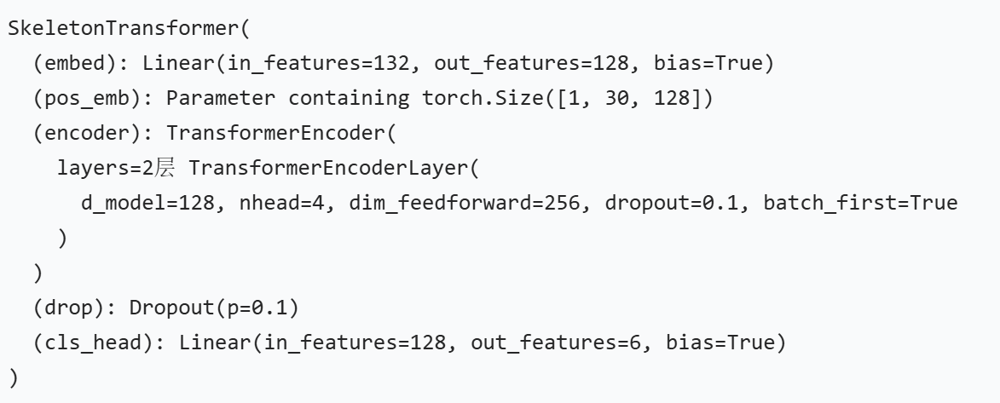 SkeletonTransformer(
  (embed): Linear(in_features=132, out_features=128, bias=True)
  (pos_emb): Parameter containing torch.Size([1, 30, 128])
  (encoder): TransformerEncoder(
    layers=2层 TransformerEncoderLayer(
      d_model=128, nhead=4, dim_feedforward=256, dropout=0.1, batch_first=True
    )
  )
  (drop): Dropout(p=0.1)
  (cls_head): Linear(in_features=128, out_features=6, bias=True)
)